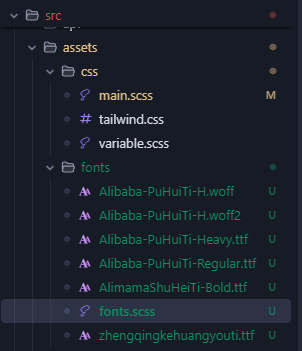 src
assets
css
main.scss M
# tailwind.css
variable.scss
fonts
Alibaba-PuHuiTi-H.woff U
Alibaba-PuHuiTi-H.woff2 U
Alibaba-PuHuiTi-Heavy.ttf U
Alibaba-PuHuiTi-Regular.ttf U
AlimamaShuHeiTi-Bold.ttf U
fonts.scss U
zhengqingkehuangyouti.ttf U